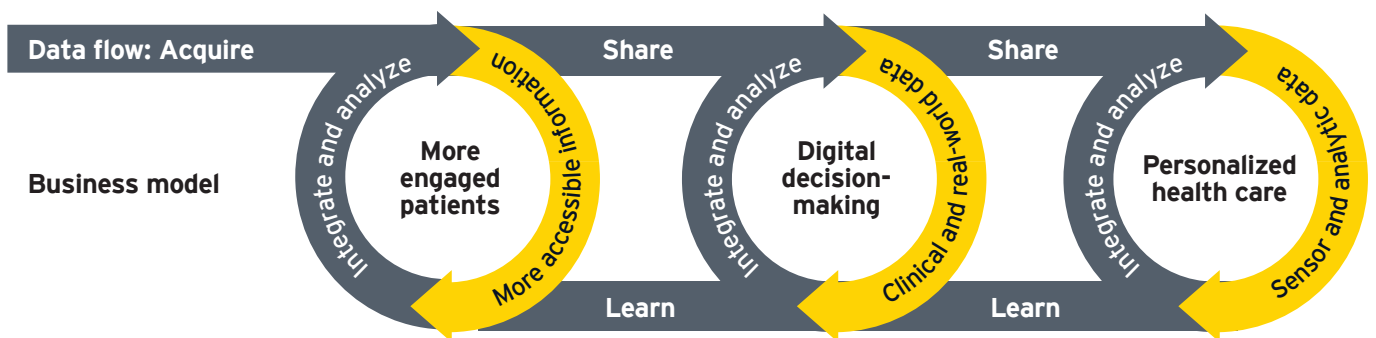 Data flow: Acquire
Share
Share
Integrate and analyze
More accessible information
Integrate and analyze
Clinical and real-world data
Integrate and analyze
Sensor and analytic data
Business model
More
engaged
patients
Digital
decision-
making
Personalized
health care
Learn
Learn